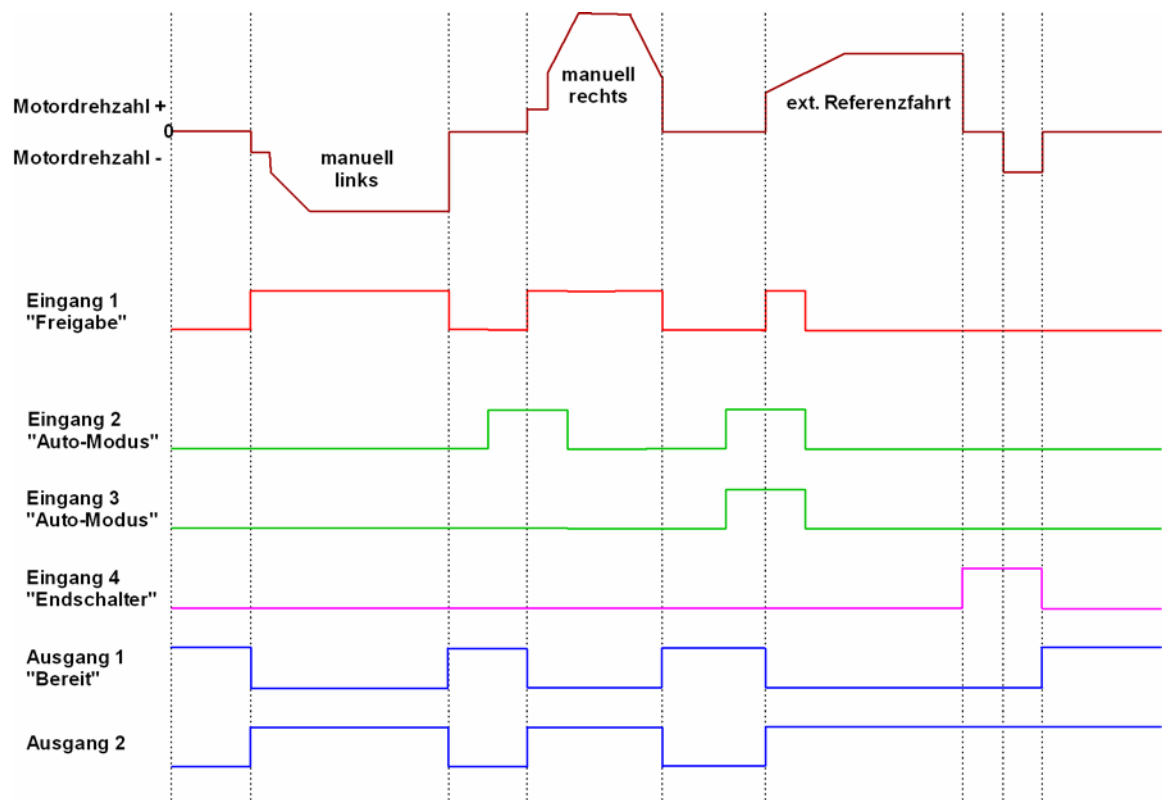 manuell
rechts
Motordrehzahl +
ext. Referenzfahrt
0
Motordrehzahl -
manuell
links
Eingang 1
"Freigabe"
Eingang 2
"Auto-Modus"
Eingang 3
"Auto-Modus"
Eingang 4
"Endschalter"
Ausgang 1
"Bereit"
Ausgang 2